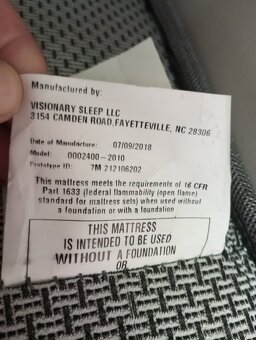 Manufactured by:
VISIONARY SLEEP LLC
3154 CAMDEN ROAD,FAYETTEVILLE, NC 28306
Date of Manufacture: 07/09/2018
Model: 0002400-2010
Prototype ID: 7M 212106202
This mattress meets the requirements of 16 CFR
Part 1633 (federal flammability (open flame)
standard for mattress sets) when used without
a foundation or with a foundation
THIS MATTRESS
IS INTENDED TO BE USED
WITHOUT A FOUNDATION
OR